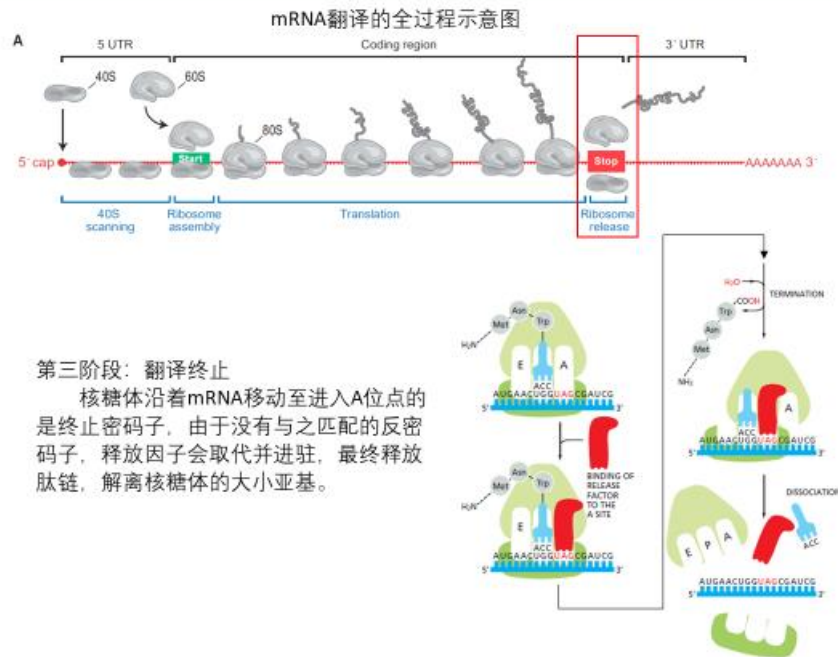 mRNA翻译的全过程示意图
A
5´UTR
Coding region
3´ UTR
40S
60S
80S
5´ cap
Start
Stop
AAAAAAA 3´
40S
scanning
Ribosome
assembly
Translation
Ribosome
release
第三阶段：翻译终止
核糖体沿着mRNA移动至进入A位点的
是终止密码子，由于没有与之匹配的反密
码子，释放因子会取代并进驻，最终释放
肽链，解离核糖体的大小亚基。
H₂N
Met
Asn
Trp
E
A
ACC
AUGAACUGGUAGCGAUCG
5'
3'
BINDING OF
RELEASE
FACTOR
TO THE
A SITE
H₂N
Met
Asn
Trp
E
ACC
AUGAACUGGUAGCGAUCG
5'
3'
H₂O
TERMINATION
COOH
Trp
Asn
Met
NH₂
A
ACC
AUGAACUGGUAGCGAUCG
5'
3'
DISSOCIATION
ACC
E P A
AUGAACUGGUAGCGAUCG
5'
3'